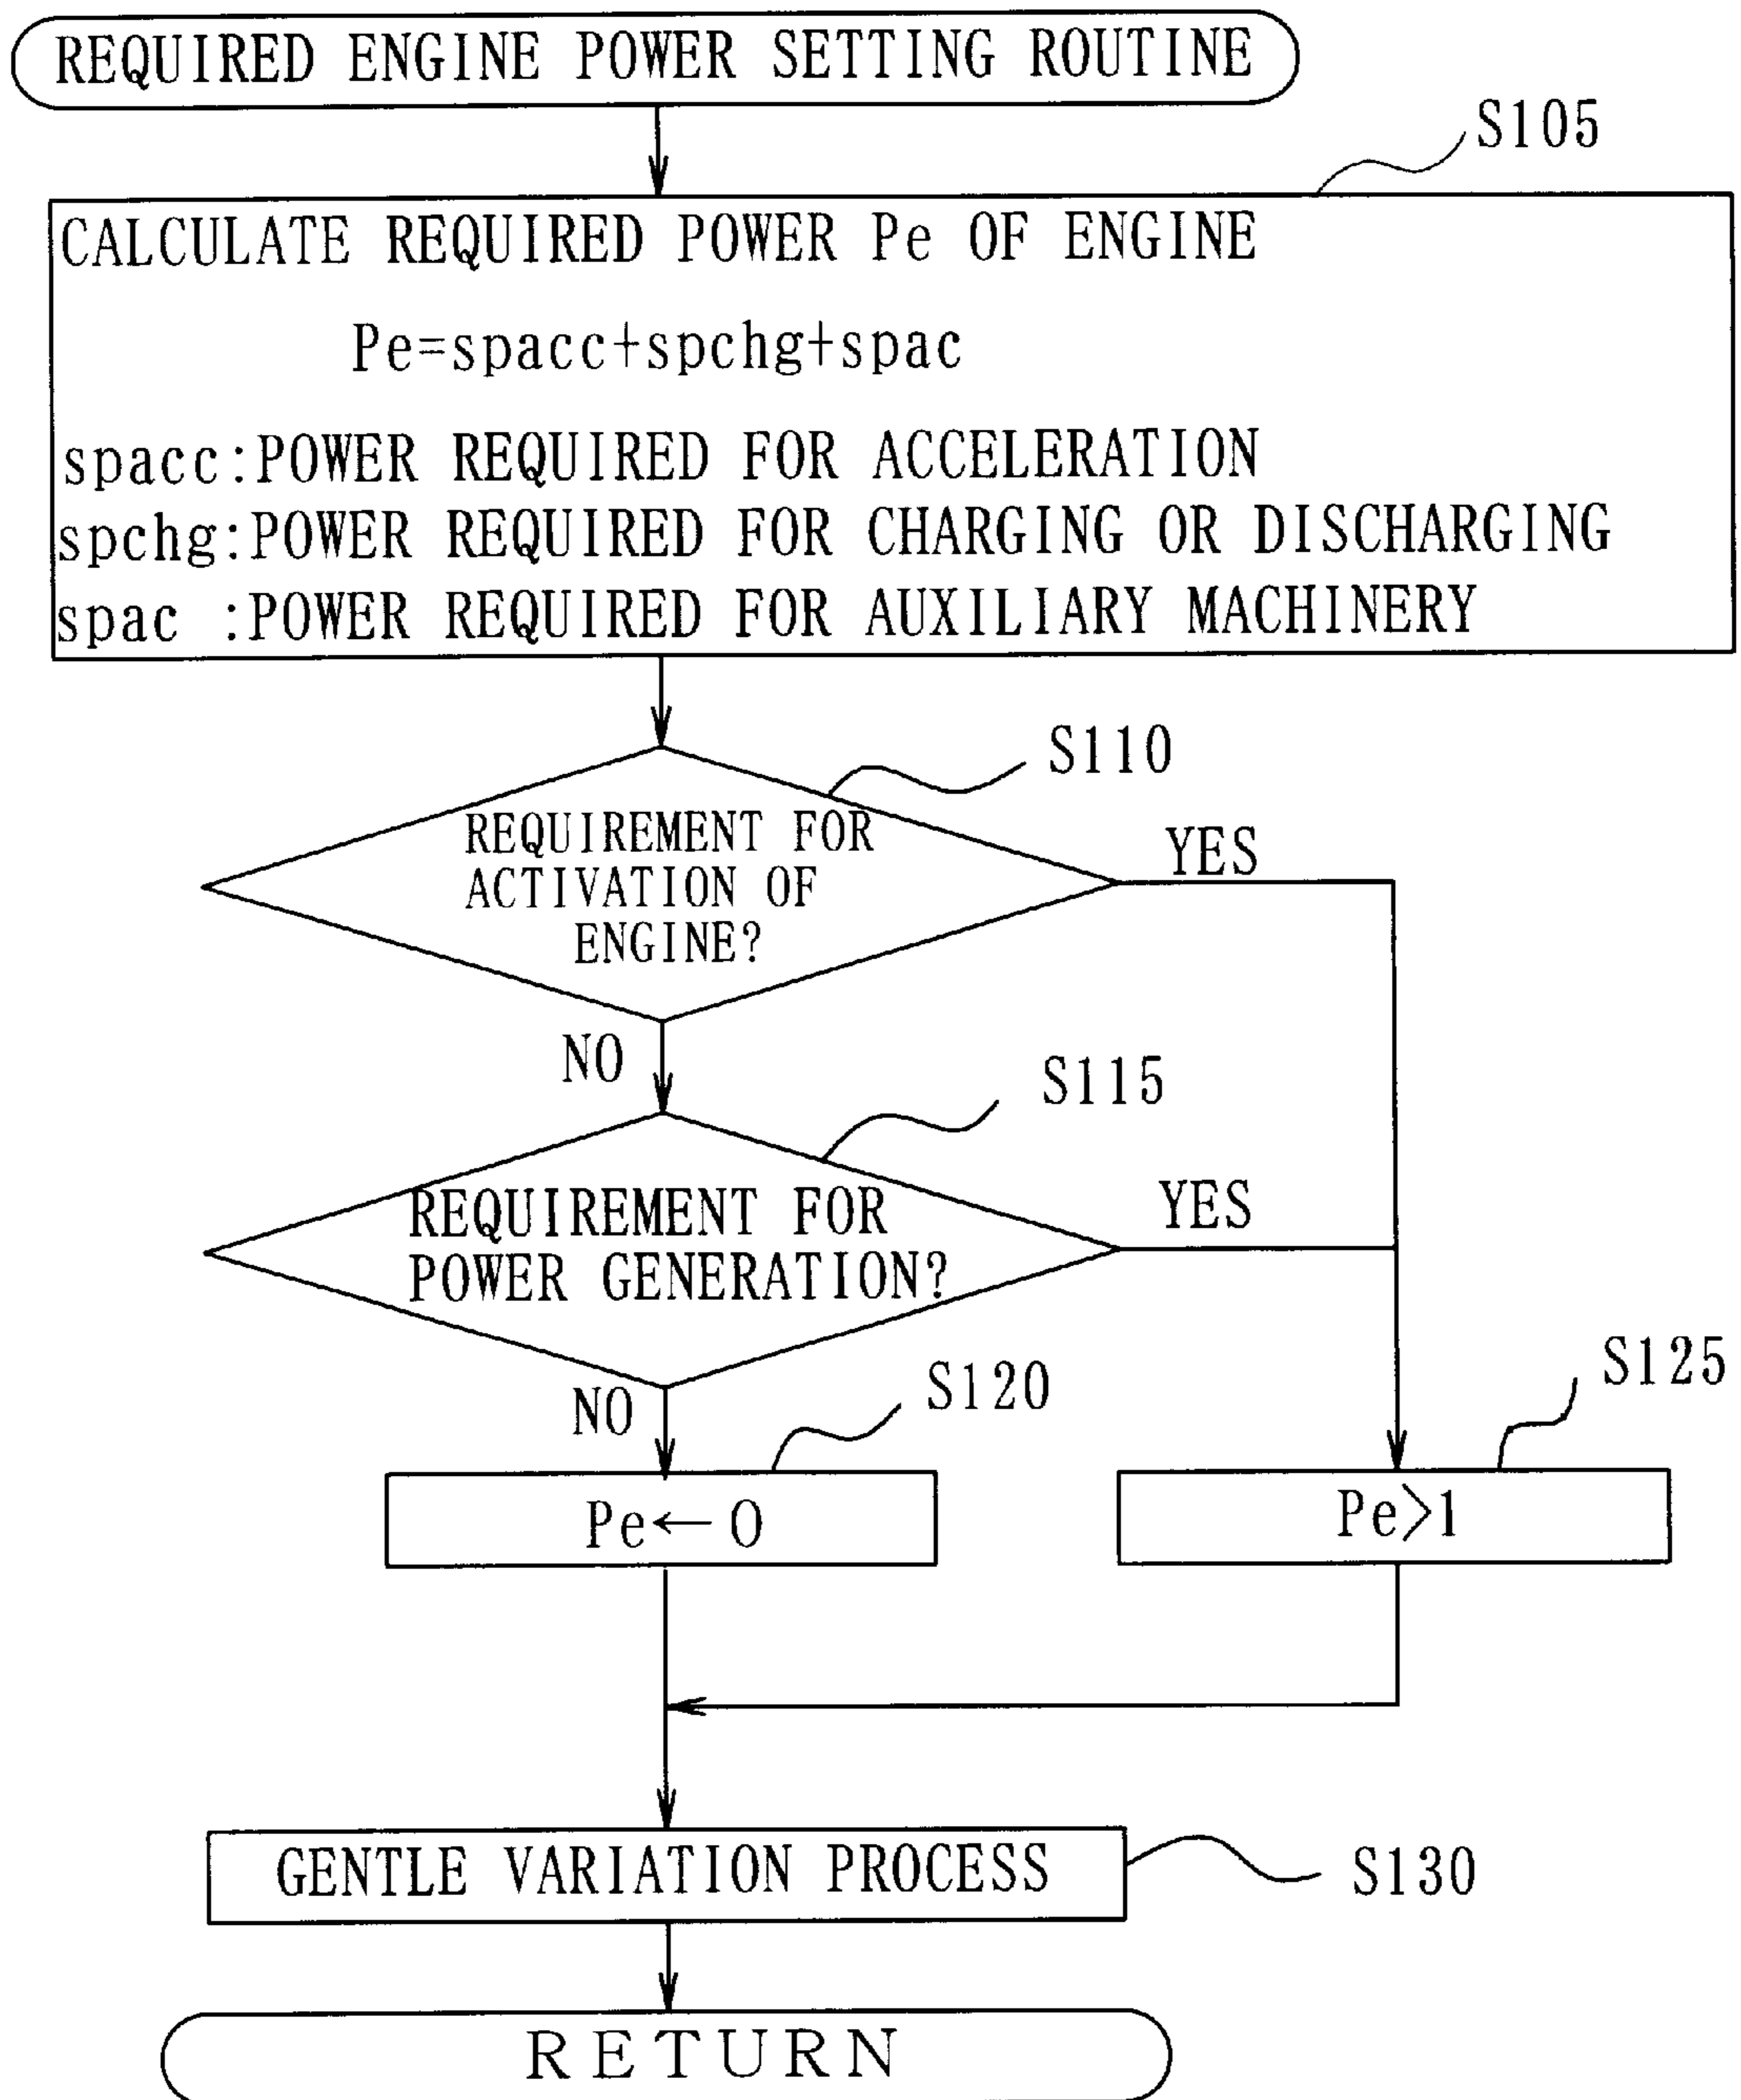 REQUIRED ENGINE POWER SETTING ROUTINE
S105
CALCULATE REQUIRED POWER Pe OF ENGINE
Pe=spacc+spchg+spac
spacc:POWER REQUIRED FOR ACCELERATION
spchg:POWER REQUIRED FOR CHARGING OR DISCHARGING
spac :POWER REQUIRED FOR AUXILIARY MACHINERY
S110
REQUIREMENT FOR
ACTIVATION OF
ENGINE?
YES
NO
S115
REQUIREMENT FOR
POWER GENERATION?
YES
NO
S120
S125
Pe←0
Pe>1
GENTLE VARIATION PROCESS
S130
RETURN